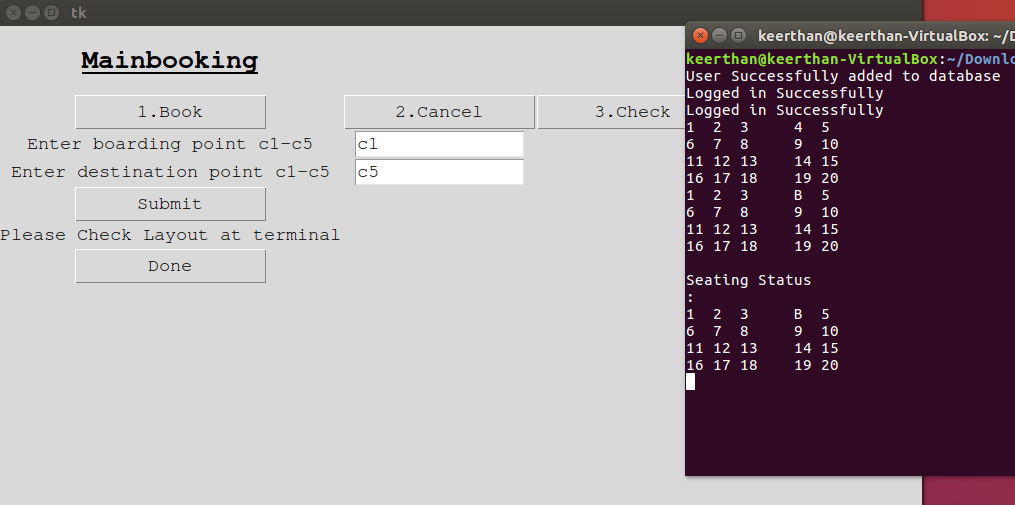 tk
Mainbooking
1.Book 2.Cancel 3.Check
Enter boarding point c1-c5 c1
Enter destination point c1-c5 c5
Submit
Please Check Layout at terminal
Done
keerthan@keerthan-VirtualBox: ~/D
keerthan@keerthan-VirtualBox:~/Downlo
User Successfully added to database
Logged in Successfully
Logged in Successfully
1 2 3 4 5
6 7 8 9 10
11 12 13 14 15
16 17 18 19 20
1 2 3 B 5
6 7 8 9 10
11 12 13 14 15
16 17 18 19 20
Seating Status
:
1 2 3 B 5
6 7 8 9 10
11 12 13 14 15
16 17 18 19 20